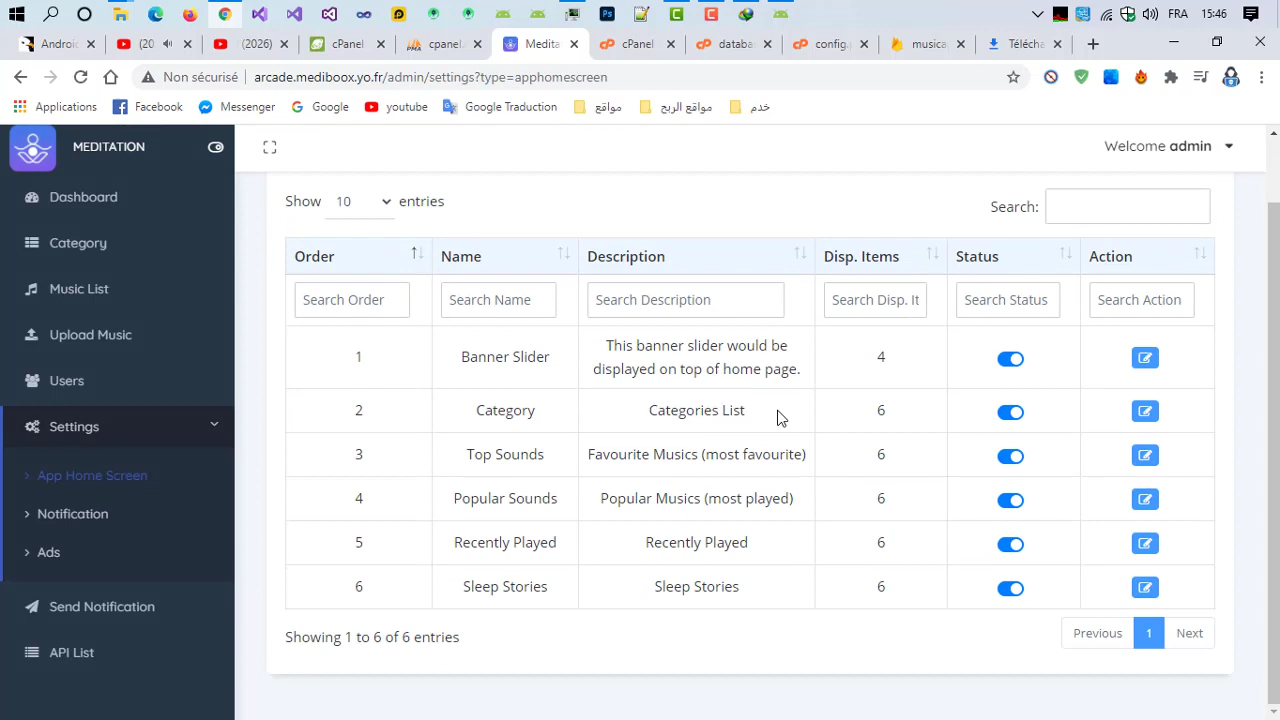 FRA 15:46
Androi
(20
(2026)
cPanel
cpanel.
Medita
cPanel
databa
config.
musica
Télécha
Non sécurisé arcade.mediboox.yo.fr/admin/settings?type=apphomescreen
Applications Facebook Messenger Google youtube Google Traduction مواقع مواقع الربح خدم
MEDITATION
Welcome admin
Dashboard
Category
Music List
Upload Music
Users
Settings
App Home Screen
Notification
Ads
Send Notification
API List
Show 10 entries
Search:
Order Name Description Disp. Items Status Action
Search Order Search Name Search Description Search Disp. It Search Status Search Action
1 Banner Slider This banner slider would be
displayed on top of home page. 4
2 Category Categories List 6
3 Top Sounds Favourite Musics (most favourite) 6
4 Popular Sounds Popular Musics (most played) 6
5 Recently Played Recently Played 6
6 Sleep Stories Sleep Stories 6
Showing 1 to 6 of 6 entries
Previous 1 Next